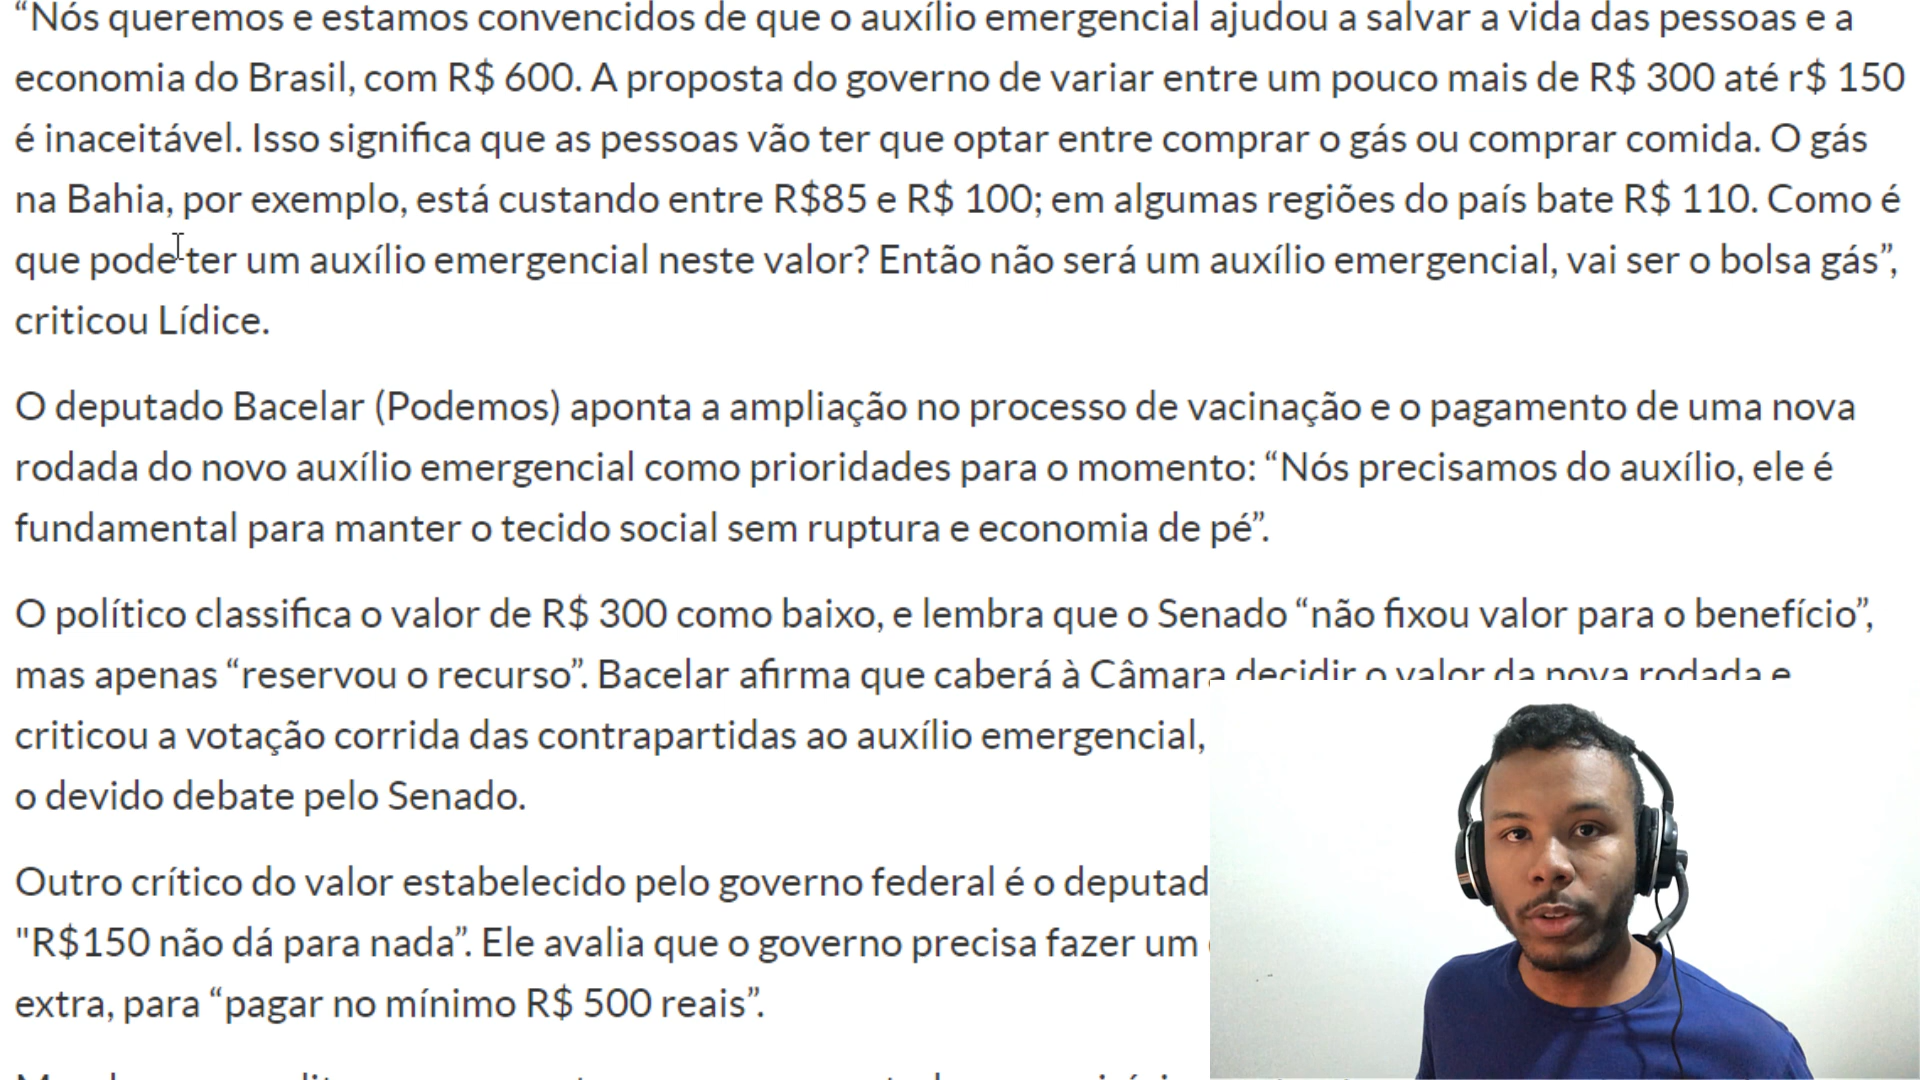 “Nós queremos e estamos convencidos de que o auxílio emergencial ajudou a salvar a vida das pessoas e a
economia do Brasil, com R$ 600. A proposta do governo de variar entre um pouco mais de R$ 300 até r$ 150
é inaceitável. Isso significa que as pessoas vão ter que optar entre comprar o gás ou comprar comida. O gás
na Bahia, por exemplo, está custando entre R$85 e R$ 100; em algumas regiões do país bate R$ 110. Como é
que pode ter um auxílio emergencial neste valor? Então não será um auxílio emergencial, vai ser o bolsa gás”,
criticou Lídice.
O deputado Bacelar (Podemos) aponta a ampliação no processo de vacinação e o pagamento de uma nova
rodada do novo auxílio emergencial como prioridades para o momento: “Nós precisamos do auxílio, ele é
fundamental para manter o tecido social sem ruptura e economia de pé”.
O político classifica o valor de R$ 300 como baixo, e lembra que o Senado “não fixou valor para o benefício”,
mas apenas “reservou o recurso”. Bacelar afirma que caberá à Câmara decidir o valor da nova rodada e
criticou a votação corrida das contrapartidas ao auxílio emergencial,
o devido debate pelo Senado.
Outro crítico do valor estabelecido pelo governo federal é o deputad
"R$150 não dá para nada”. Ele avalia que o governo precisa fazer um
extra, para “pagar no mínimo R$ 500 reais”.